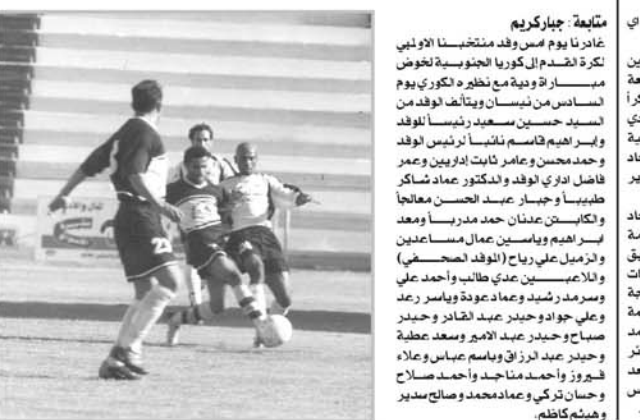 متابعة : جبار كريم
غادرنا يوم امس وفد منتخبنا الاولمبي
لكرة القدم إلى كوريا الجنوبية لخوض
مباراة ودية مع نظيره الكوري يوم
السادس من نيسان ويتألف الوفد من
السيد حسين سعيد رئيساً للوفد
وإبراهيم قاسم نائباً لرئيس الوفد
وحمد محسن وعامر ثابت إداريين وعمر
فاضل اداري الوفد والدكتور عماد شاكر
طبيباً وجبار عبد الحسن معالجاً
والكابتن عدنان حمد مدرباً ومعد
ابراهيم وياسين عمال مساعدين
والزميل علي رياح (الموفد الصحفي)
واللاعبين عدي طالب وأحمد علي
وسرمد رشيد وعماد عودة وياسر رعد
وعلي جواد وحيدر عبد القادر وحيدر
صباح وحيدر عبد الامير وسعد عطية
وحيدر عبد الرزاق وباسم عباس وعلاء
فيروز وأحمد مناجد وأحمد صلاح
وحسان تركي وعماد محمد وصالح سدير
وهيثم كاظم.
23